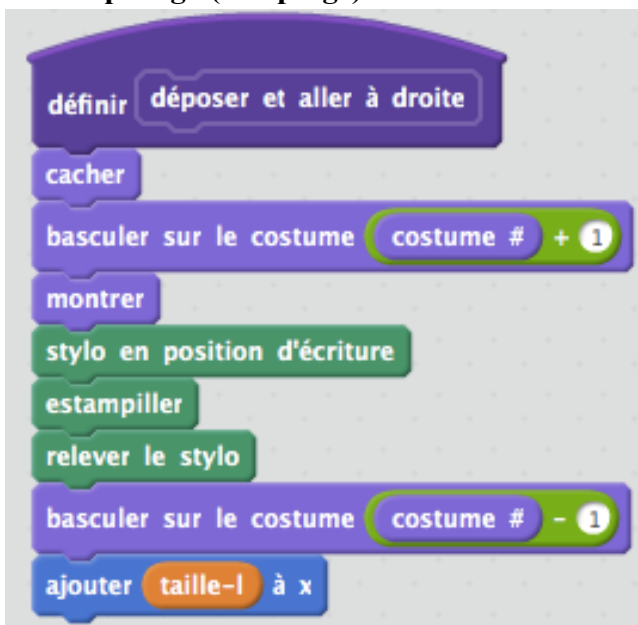 définir déposer et aller à droite
cacher
basculer sur le costume costume # + 1
montrer
stylo en position d'écriture
estampiller
relever le stylo
basculer sur le costume costume # - 1
ajouter taille-l à x